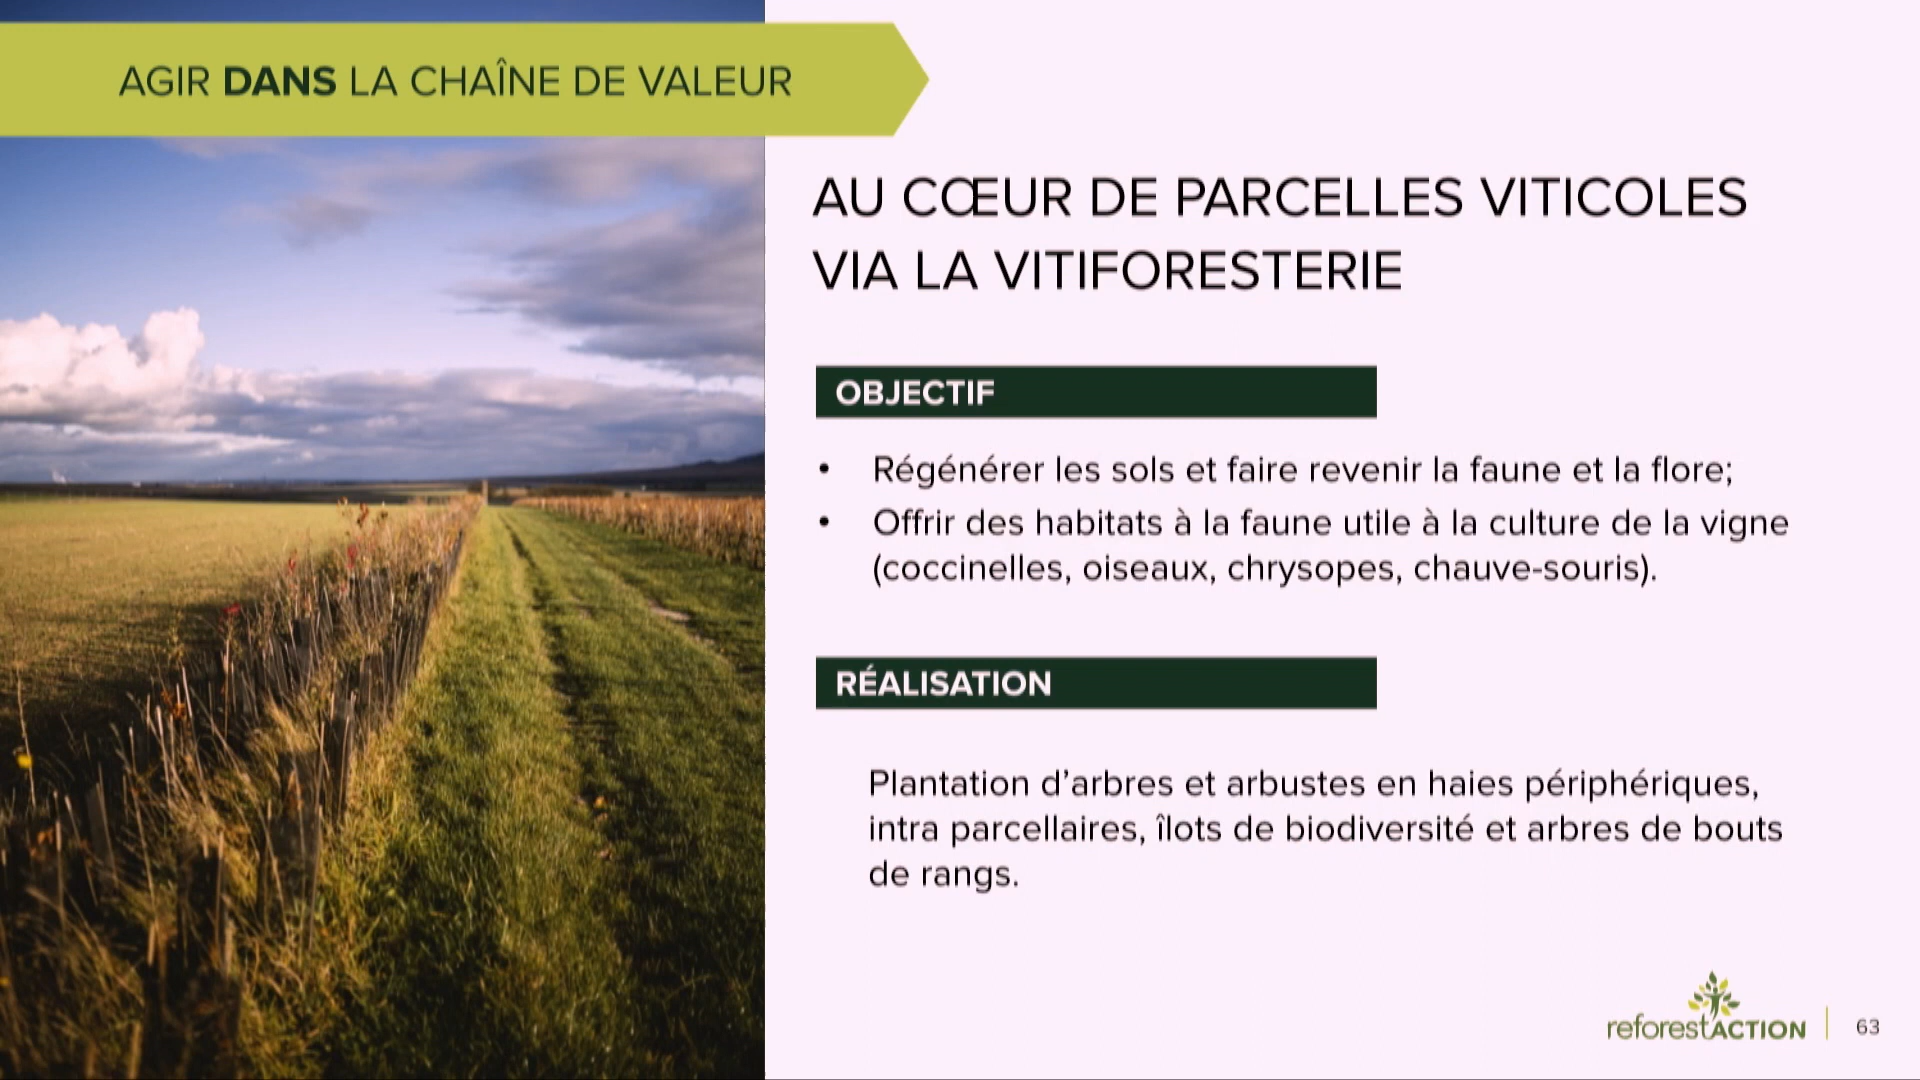 AGIR DANS LA CHAÎNE DE VALEUR
AU CŒUR DE PARCELLES VITICOLES
VIA LA VITIFORESTERIE
OBJECTIF
• Régénérer les sols et faire revenir la faune et la flore;
• Offrir des habitats à la faune utile à la culture de la vigne
(coccinelles, oiseaux, chrysopes, chauve-souris).
RÉALISATION
Plantation d’arbres et arbustes en haies périphériques,
intra parcellaires, îlots de biodiversité et arbres de bouts
de rangs.
reforestACTION
63